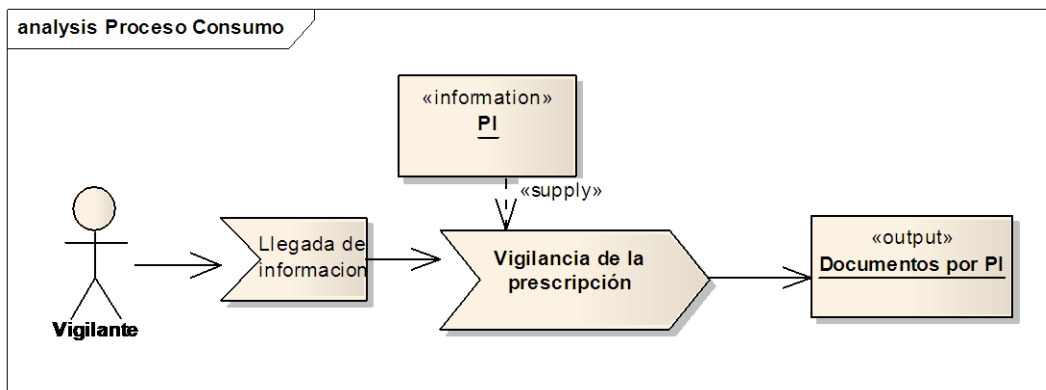 analysis Proceso Consumo
«information»
PI
«supply»
Llegada de
informacion
Vigilancia de la
prescripción
«output»
Documentos por PI
Vigilante